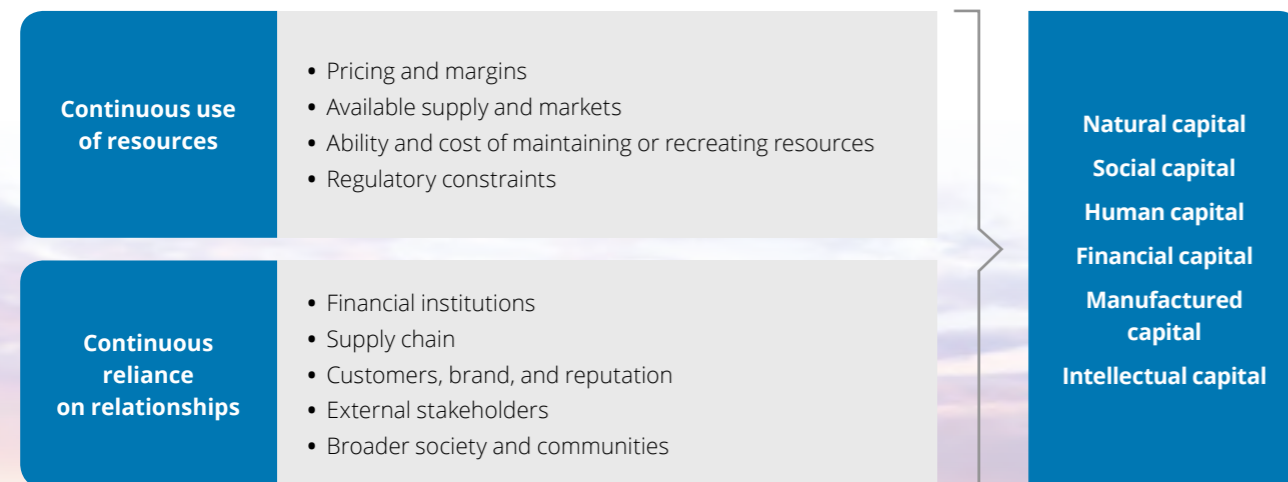 Continuous use
of resources
• Pricing and margins
• Available supply and markets
• Ability and cost of maintaining or recreating resources
• Regulatory constraints
Continuous
reliance
on relationships
• Financial institutions
• Supply chain
• Customers, brand, and reputation
• External stakeholders
• Broader society and communities
Natural capital
Social capital
Human capital
Financial capital
Manufactured
capital
Intellectual capital